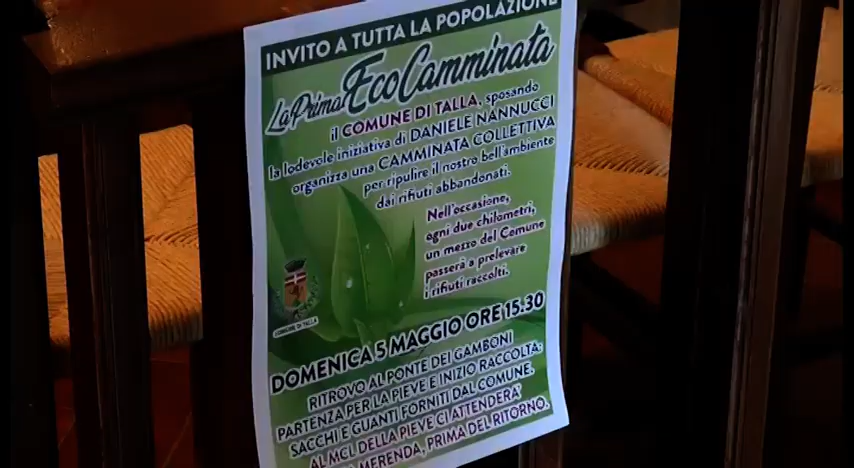 INVITO A TUTTA LA POPOLAZIONE
La Prima EcoCamminata
il COMUNE DI TALLA, sposando
la lodevole iniziativa di DANIELE NANNUCCI
organizza una CAMMINATA COLLETTIVA
per ripulire il nostro bell'ambiente
dai rifiuti abbandonati.
Nell'occasione,
ogni due chilometri,
un mezzo del Comune
passerà a prelevare
i rifiuti raccolti.
COMUNE DI TALLA
DOMENICA 5 MAGGIO ORE 15.30
RITROVO AL PONTE DEI GAMBONI
PARTENZA PER LA PIEVE E INIZIO RACCOLTA:
SACCHI E GUANTI FORNITI DAL COMUNE.
AL MCL DELLA PIEVE CI ATTENDERA'
MERENDA, PRIMA DEL RITORNO.